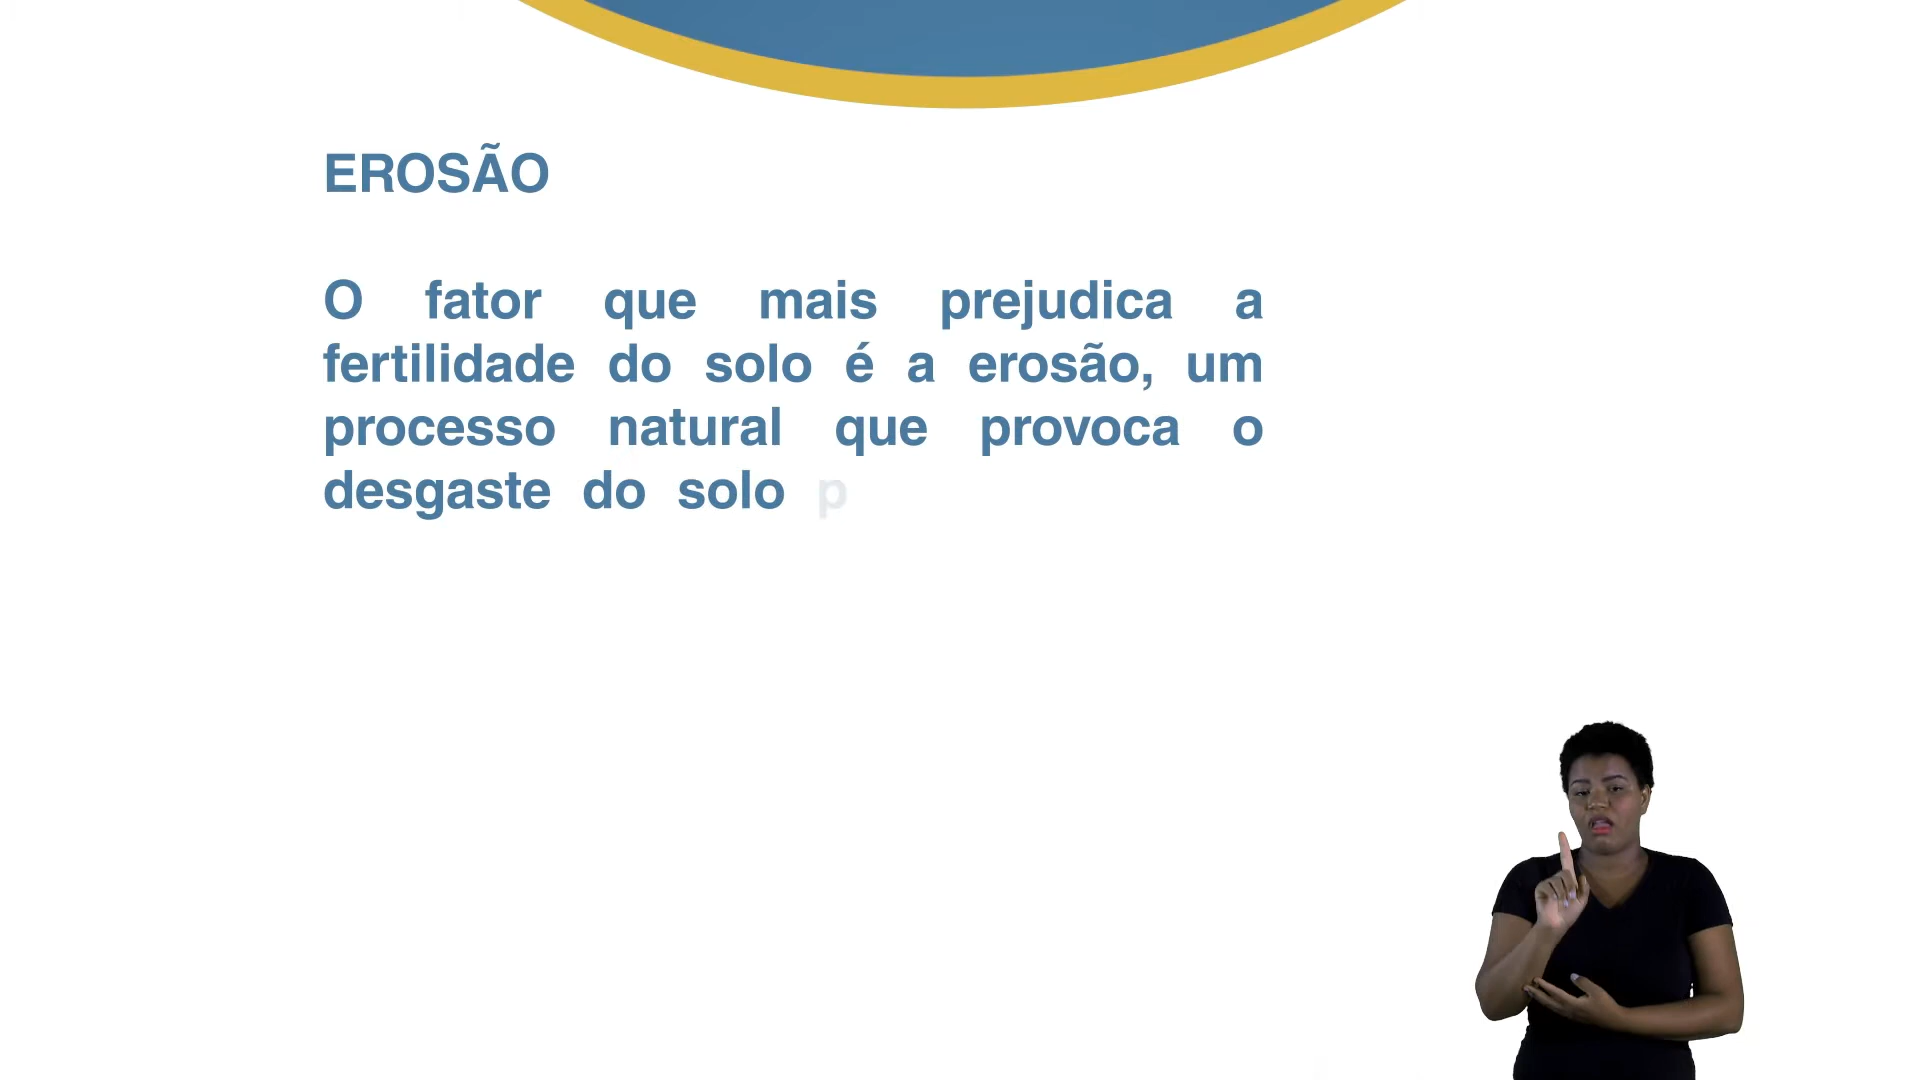 EROSÃO
O fator que mais prejudica a
fertilidade do solo é a erosão, um
processo natural que provoca o
desgaste do solo p